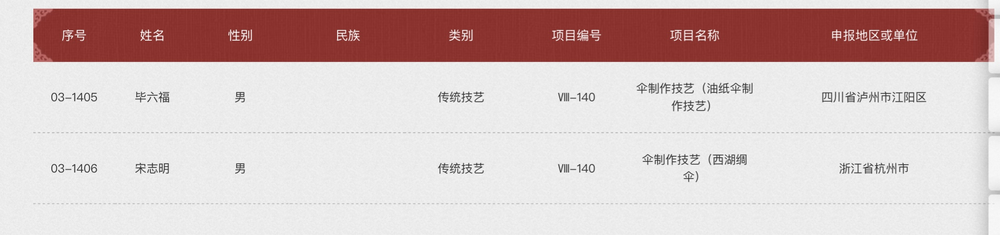 序号 姓名 性别 民族 类别 项目编号 项目名称 申报地区或单位
03-1405 毕六福 男 传统技艺 Ⅷ-140 伞制作技艺（油纸伞制
作技艺） 四川省泸州市江阳区
03-1406 宋志明 男 传统技艺 Ⅷ-140 伞制作技艺（西湖绸
伞） 浙江省杭州市